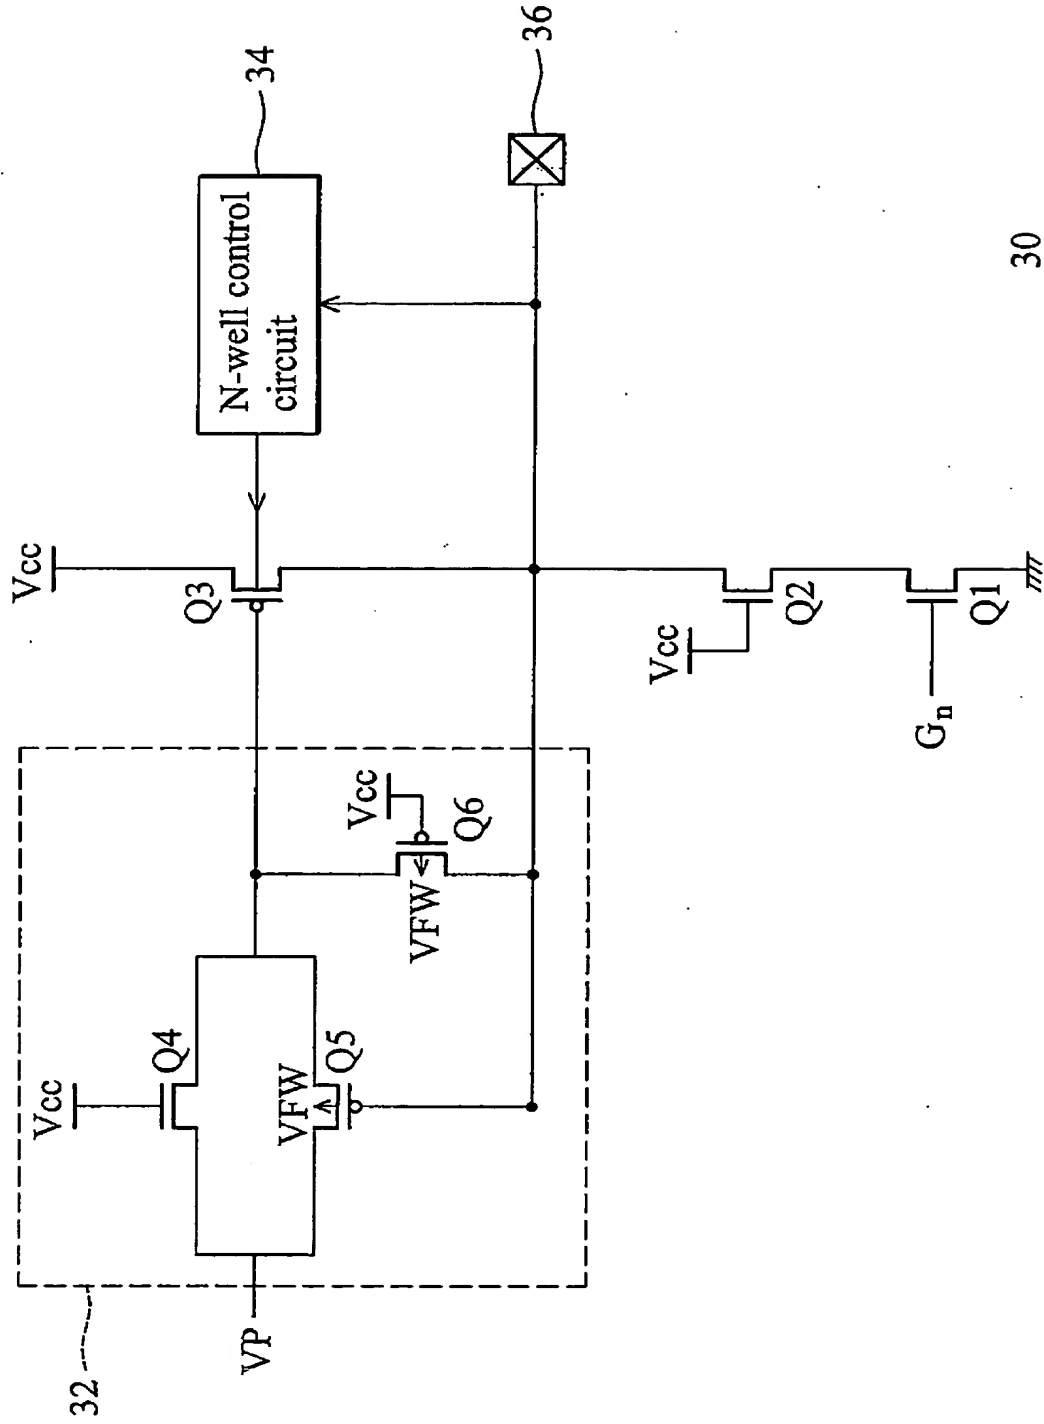 34
36
N-well control
circuit
Vcc
Q3
Vcc
Q2
Gn
Q1
30
Vcc
Q6
VFW
Vcc
Q4
VFW
Q5
32
VP